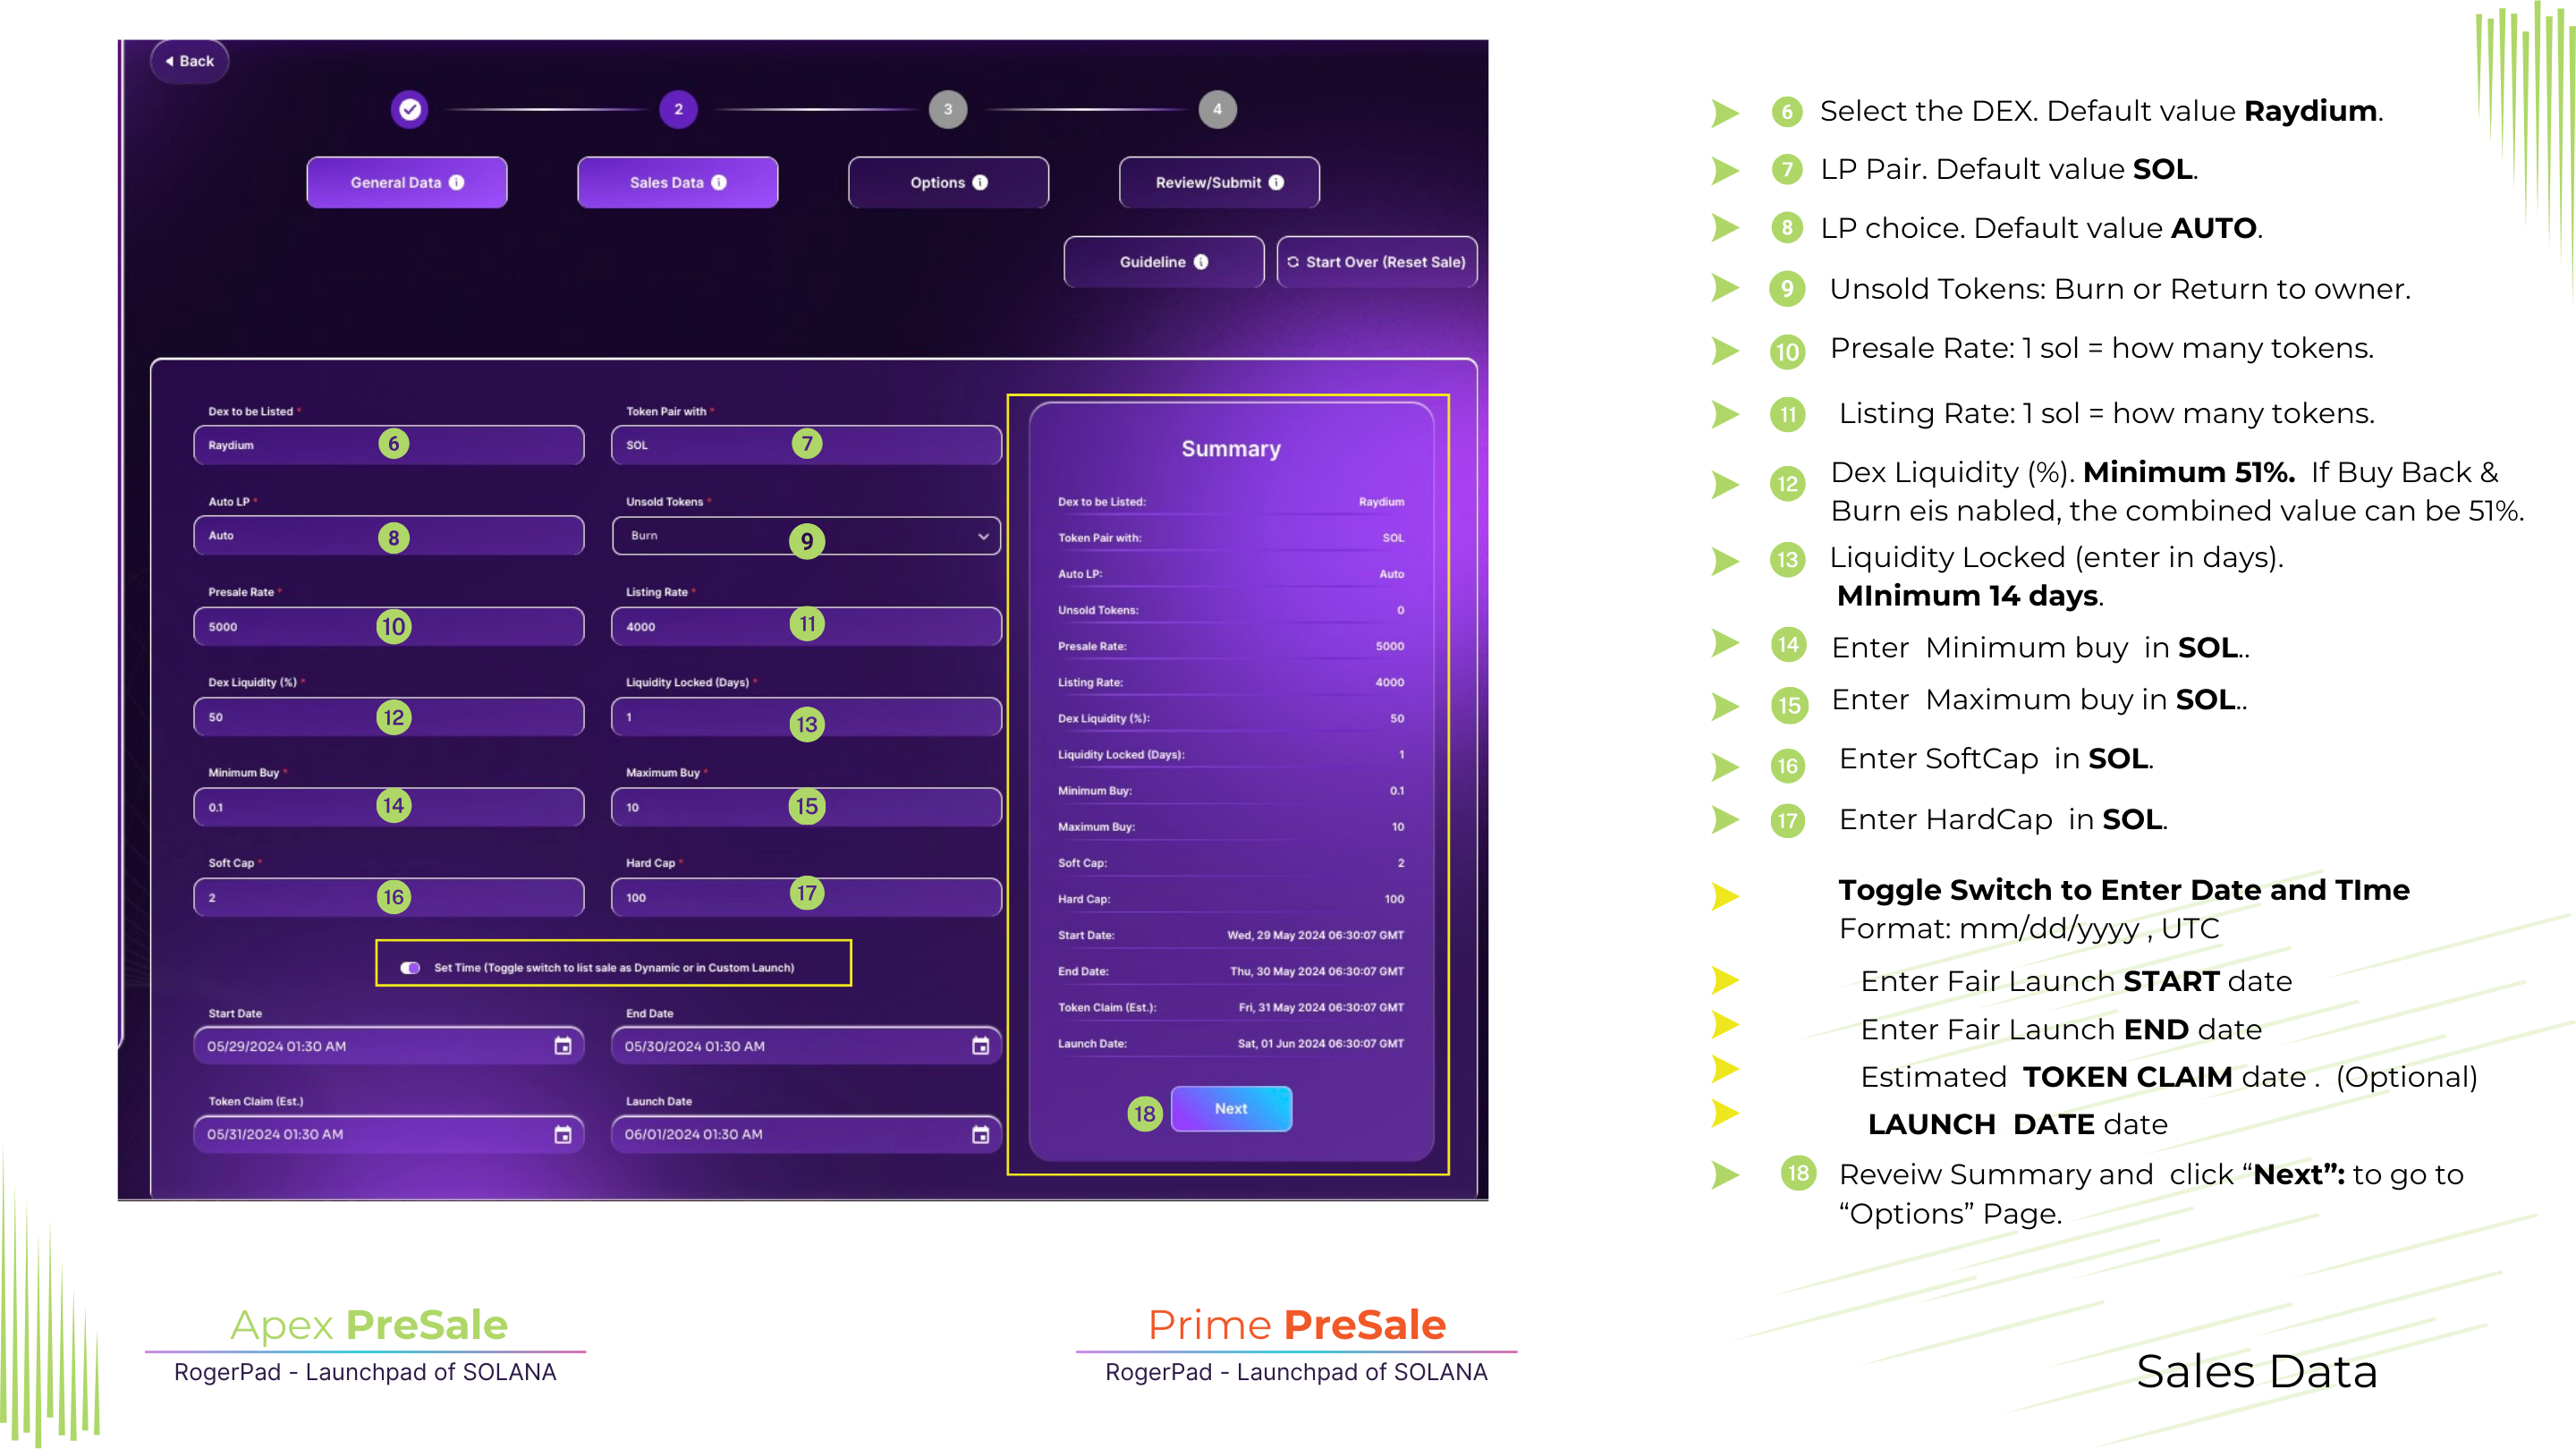 Back
2
3
4
General Data
Sales Data
Options
Review/Submit
Guideline
Start Over (Reset Sale)
Dex to be Listed *
Raydium
6
Token Pair with *
SOL
7
Auto LP *
Auto
8
Unsold Tokens *
Burn
9
Presale Rate *
5000
10
Listing Rate *
4000
11
Dex Liquidity (%) *
50
12
Liquidity Locked (Days) *
1
13
Minimum Buy *
0.1
14
Maximum Buy *
10
15
Soft Cap *
2
16
Hard Cap *
100
17
Set Time (Toggle switch to list sale as Dynamic or in Custom Launch)
Start Date
05/29/2024 01:30 AM
End Date
05/30/2024 01:30 AM
Token Claim (Est.)
05/31/2024 01:30 AM
Launch Date
06/01/2024 01:30 AM
Summary
Dex to be Listed: Raydium
Token Pair with: SOL
Auto LP: Auto
Unsold Tokens: 0
Presale Rate: 5000
Listing Rate: 4000
Dex Liquidity (%): 50
Liquidity Locked (Days): 1
Minimum Buy: 0.1
Maximum Buy: 10
Soft Cap: 2
Hard Cap: 100
Start Date: Wed, 29 May 2024 06:30:07 GMT
End Date: Thu, 30 May 2024 06:30:07 GMT
Token Claim (Est.): Fri, 31 May 2024 06:30:07 GMT
Launch Date: Sat, 01 Jun 2024 06:30:07 GMT
18 Next
6 Select the DEX. Default value Raydium.
7 LP Pair. Default value SOL.
8 LP choice. Default value AUTO.
9 Unsold Tokens: Burn or Return to owner.
10 Presale Rate: 1 sol = how many tokens.
11 Listing Rate: 1 sol = how many tokens.
12 Dex Liquidity (%). Minimum 51%. If Buy Back &
Burn eis nabled, the combined value can be 51%.
13 Liquidity Locked (enter in days).
MInimum 14 days.
14 Enter Minimum buy in SOL..
15 Enter Maximum buy in SOL..
16 Enter SoftCap in SOL.
17 Enter HardCap in SOL.
Toggle Switch to Enter Date and TIme
Format: mm/dd/yyyy , UTC
Enter Fair Launch START date
Enter Fair Launch END date
Estimated TOKEN CLAIM date . (Optional)
LAUNCH DATE date
18 Reveiw Summary and click “Next”: to go to
“Options” Page.
Apex PreSale
RogerPad - Launchpad of SOLANA
Prime PreSale
RogerPad - Launchpad of SOLANA
Sales Data